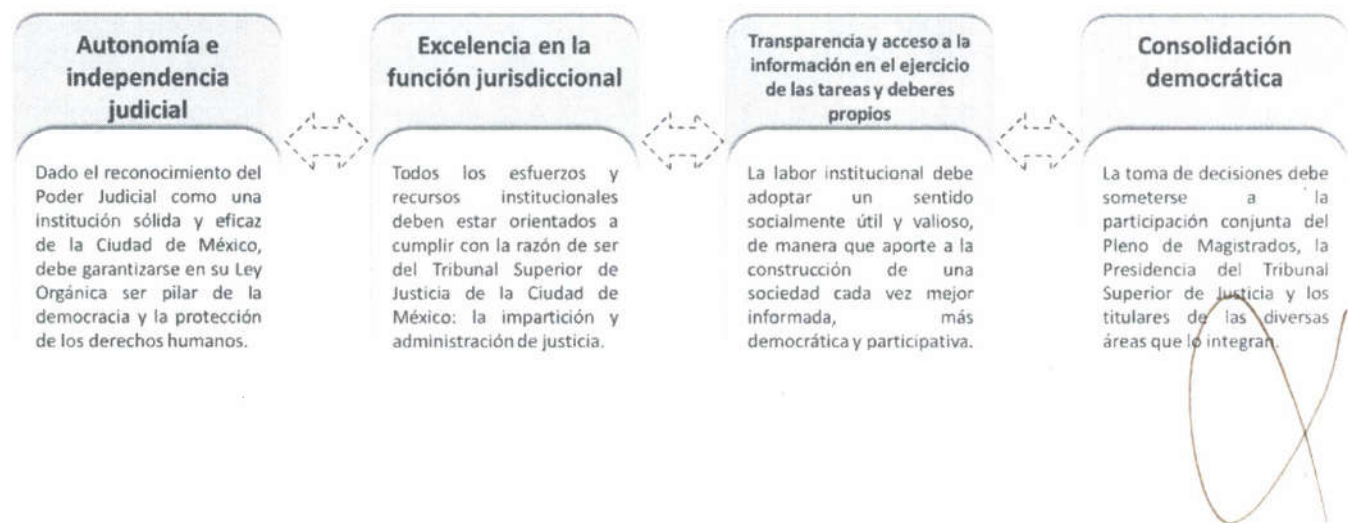 Autonomía e
independencia
judicial
Dado el reconocimiento del
Poder Judicial como una
institución sólida y eficaz
de la Ciudad de México,
debe garantizarse en su Ley
Orgánica ser pilar de la
democracia y la protección
de los derechos humanos.
Excelencia en la
función jurisdiccional
Todos los esfuerzos y
recursos institucionales
deben estar orientados a
cumplir con la razón de ser
del Tribunal Superior de
Justicia de la Ciudad de
México: la impartición y
administración de justicia.
Transparencia y acceso a la
información en el ejercicio
de las tareas y deberes
propios
La labor institucional debe
adoptar un sentido
socialmente útil y valioso,
de manera que aporte a la
construcción de una
sociedad cada vez mejor
informada, más
democrática y participativa.
Consolidación
democrática
La toma de decisiones debe
someterse a la
participación conjunta del
Pleno de Magistrados, la
Presidencia del Tribunal
Superior de Justicia y los
titulares de las diversas
áreas que lo integran.